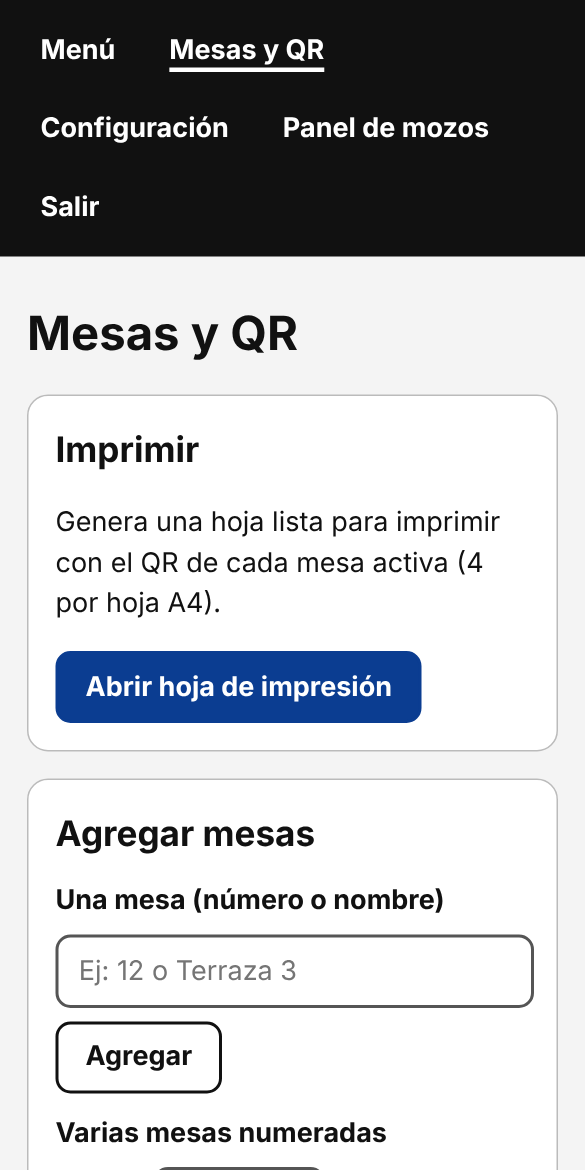 Menú Mesas y QR
Configuración Panel de mozos
Salir
Mesas y QR
Imprimir
Genera una hoja lista para imprimir
con el QR de cada mesa activa (4
por hoja A4).
Abrir hoja de impresión
Agregar mesas
Una mesa (número o nombre)
Ej: 12 o Terraza 3
Agregar
Varias mesas numeradas